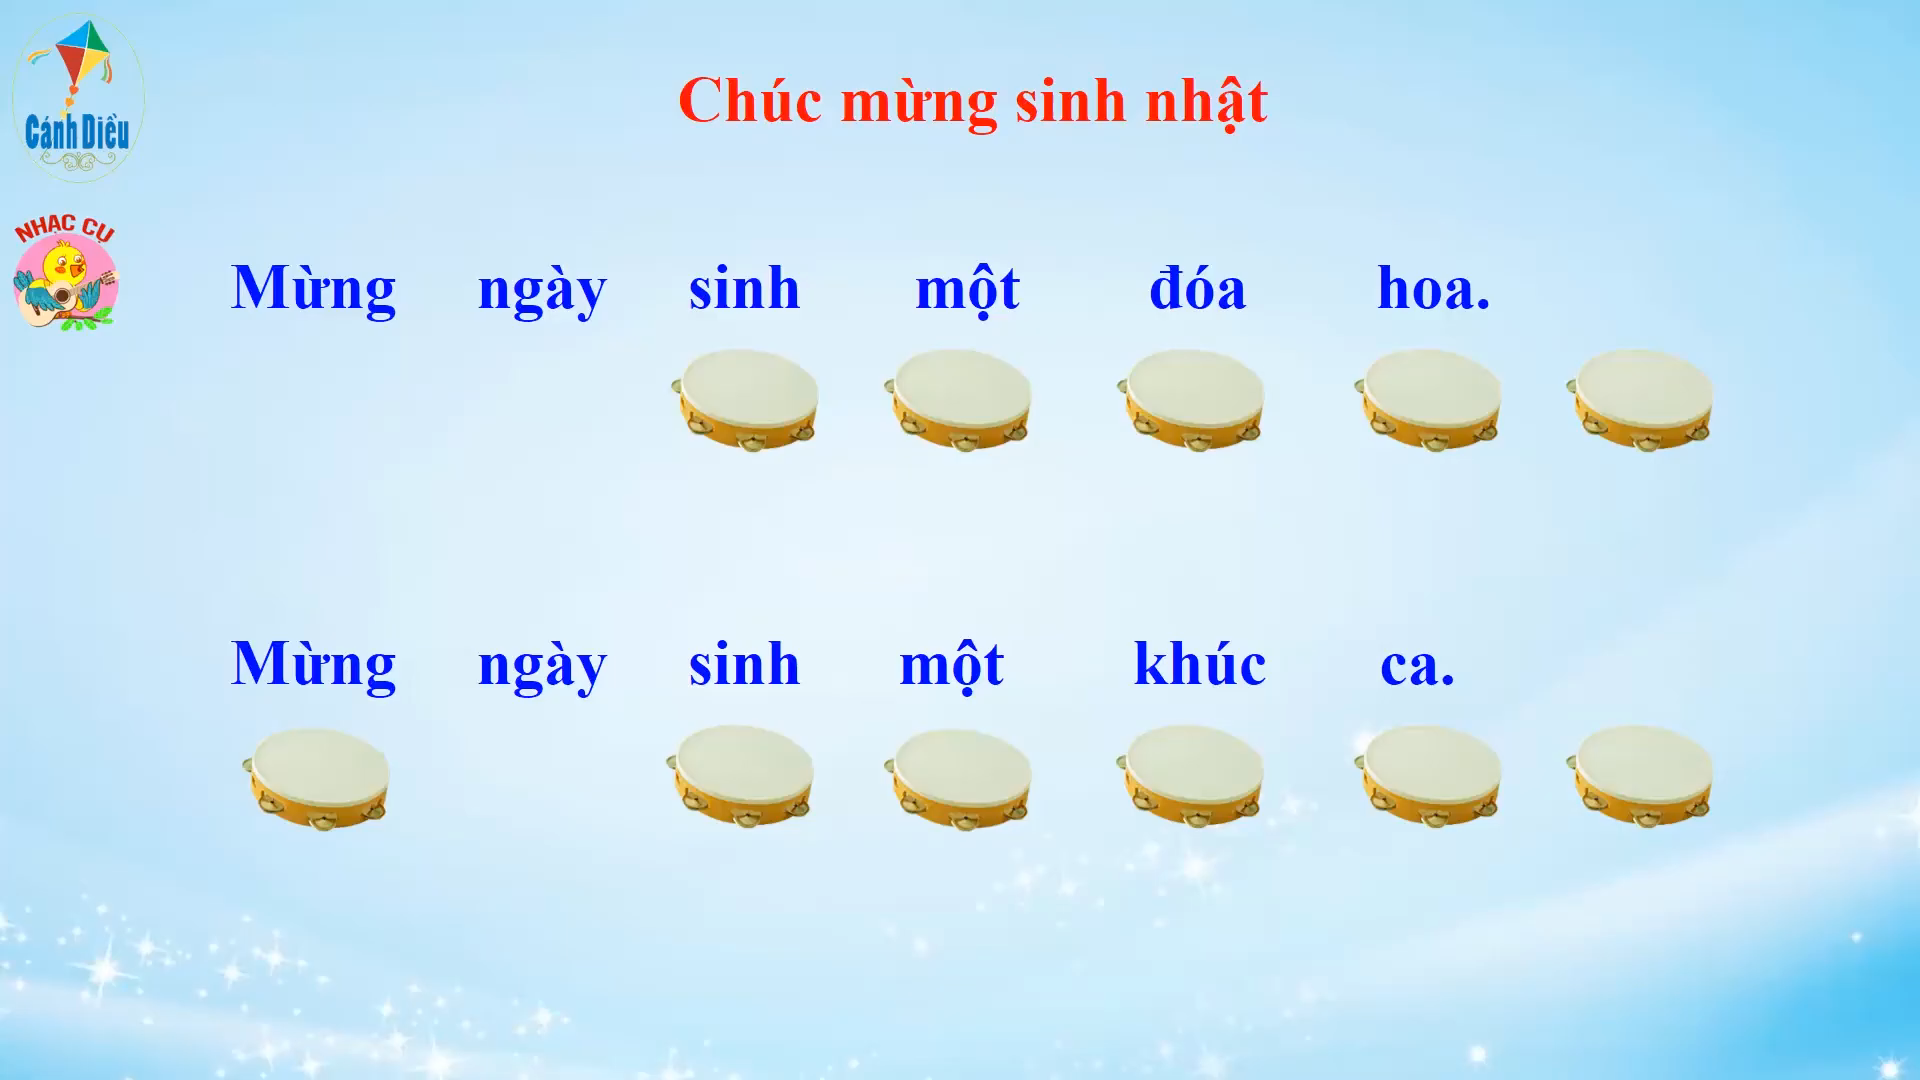 Cánh Diều
Chúc mừng sinh nhật
NHẠC CỤ
Mừng ngày sinh một đóa hoa.
Mừng ngày sinh một khúc ca.